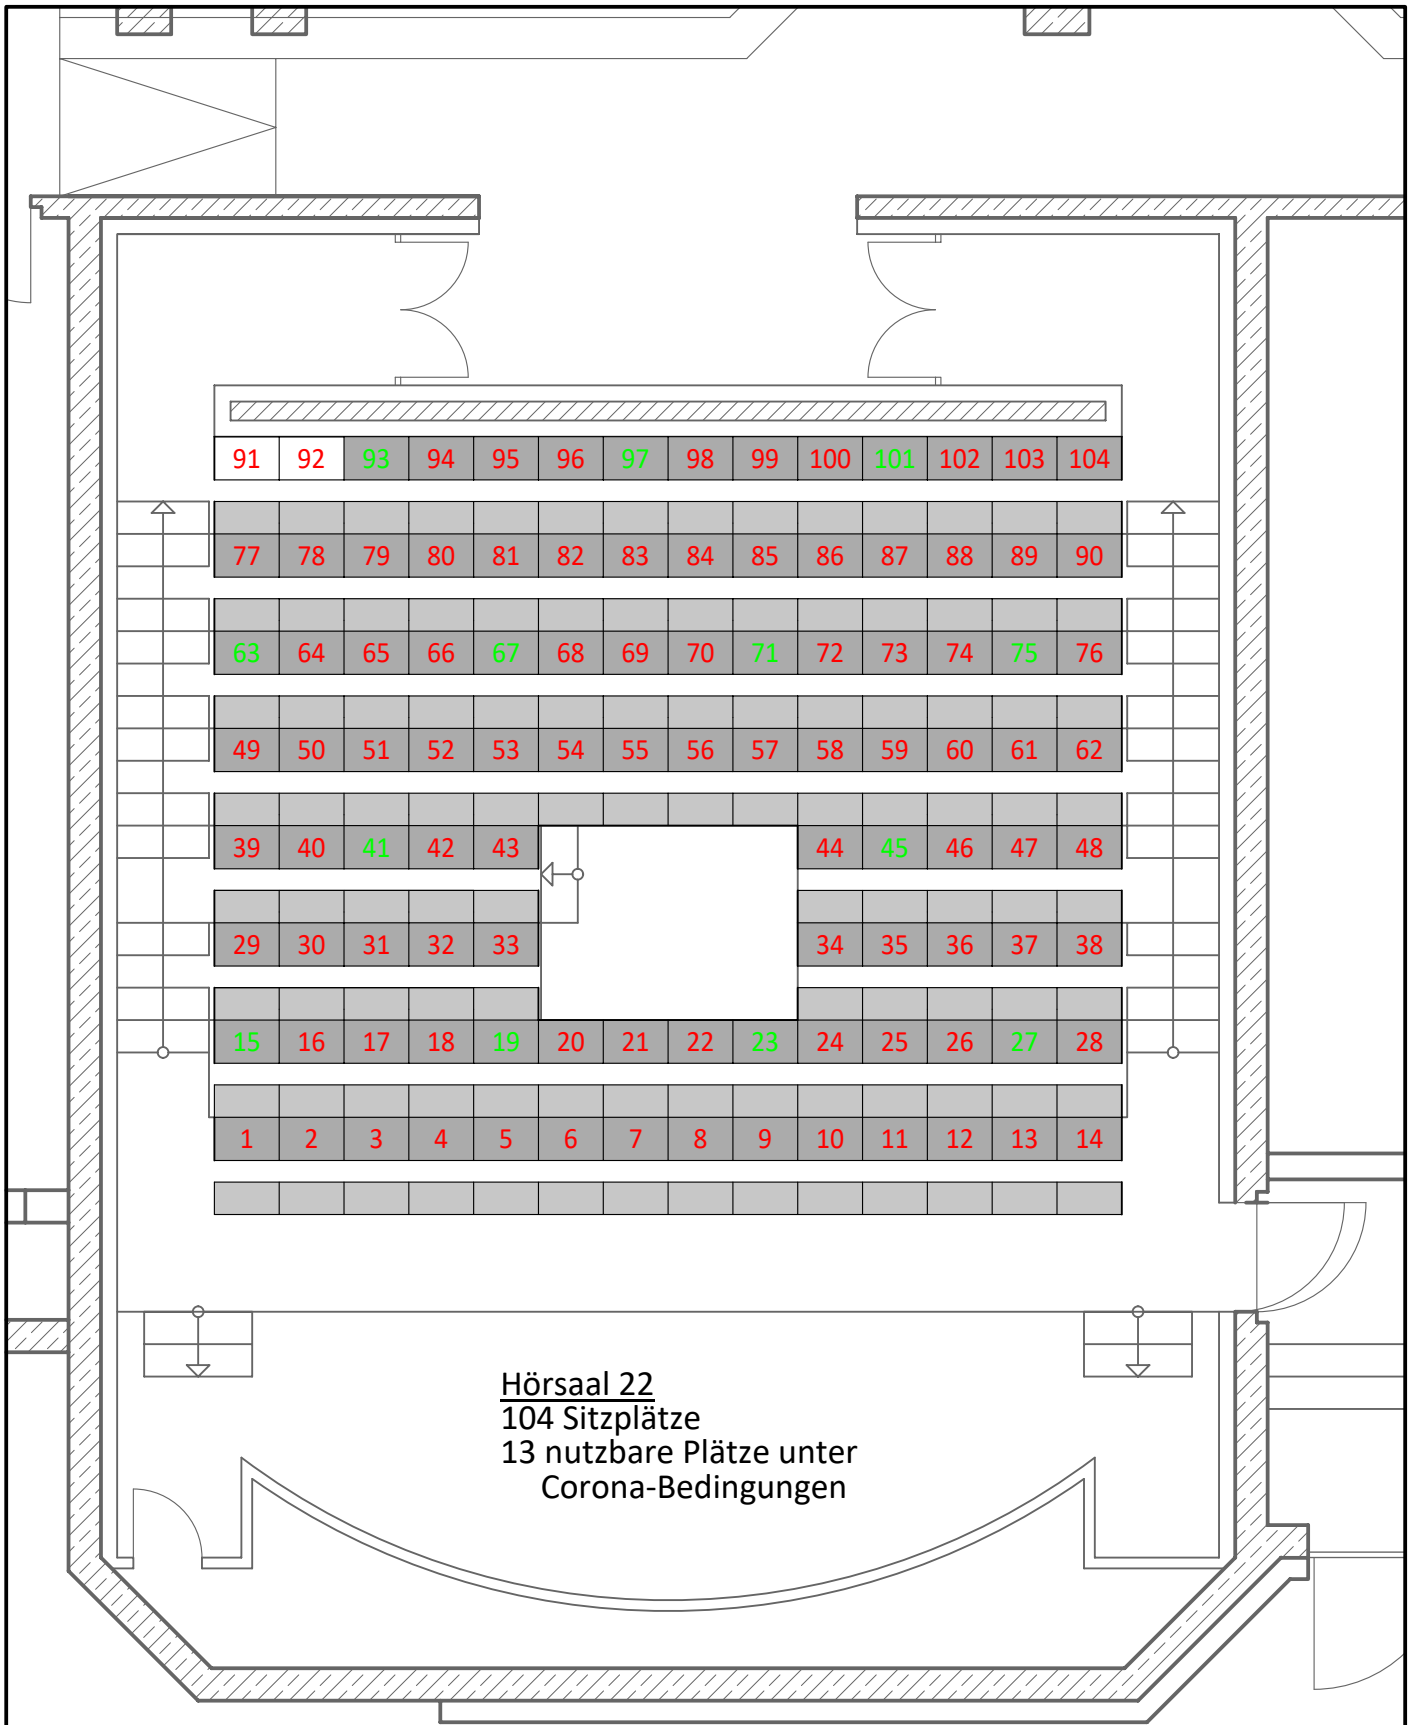 91 92 93 94 95 96 97 98 99 100 101 102 103 104
77 78 79 80 81 82 83 84 85 86 87 88 89 90
63 64 65 66 67 68 69 70 71 72 73 74 75 76
49 50 51 52 53 54 55 56 57 58 59 60 61 62
39 40 41 42 43 44 45 46 47 48
29 30 31 32 33 34 35 36 37 38
15 16 17 18 19 20 21 22 23 24 25 26 27 28
1 2 3 4 5 6 7 8 9 10 11 12 13 14
Hörsaal 22
104 Sitzplätze
13 nutzbare Plätze unter
Corona-Bedingungen